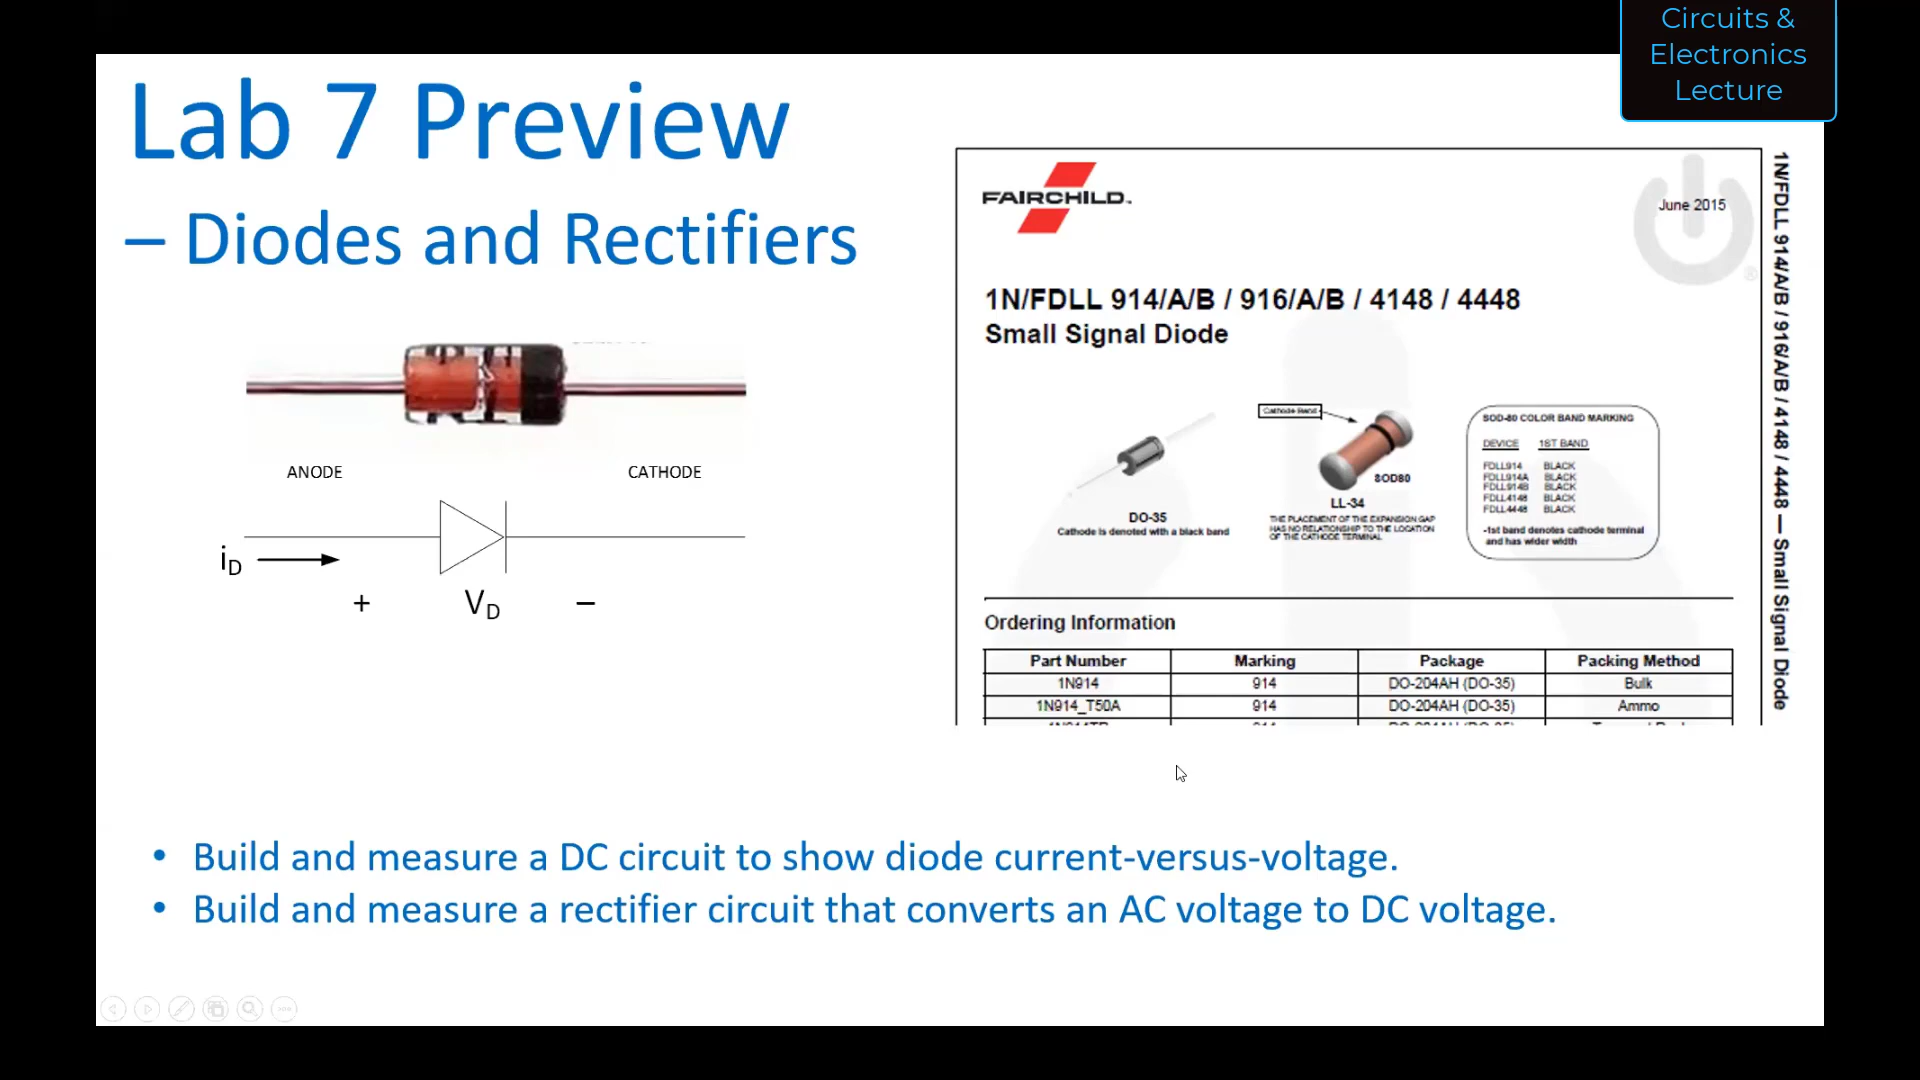 Circuits &
Electronics
Lecture
Lab 7 Preview
– Diodes and Rectifiers
ANODE
CATHODE
iD
+
VD
–
FAIRCHILD.
June 2015
1N/FDLL 914/A/B / 916/A/B / 4148 / 4448
Small Signal Diode
Cathode Band
SOD80
DO-35
Cathode is denoted with a black band
LL-34
THE PLACEMENT OF THE EXPANSION GAP
HAS NO RELATIONSHIP TO THE LOCATION
OF THE CATHODE TERMINAL
SOD-80 COLOR BAND MARKING
DEVICE 1ST BAND
FDLL914 BLACK
FDLL914A BLACK
FDLL914B BLACK
FDLL4148 BLACK
FDLL4448 BLACK
-1st band denotes cathode terminal
and has wider width
Ordering Information
Part Number Marking Package Packing Method
1N914 914 DO-204AH (DO-35) Bulk
1N914_T50A 914 DO-204AH (DO-35) Ammo
1N/FDLL 914/A/B / 916/A/B / 4148 / 4448 — Small Signal Diode
• Build and measure a DC circuit to show diode current-versus-voltage.
• Build and measure a rectifier circuit that converts an AC voltage to DC voltage.